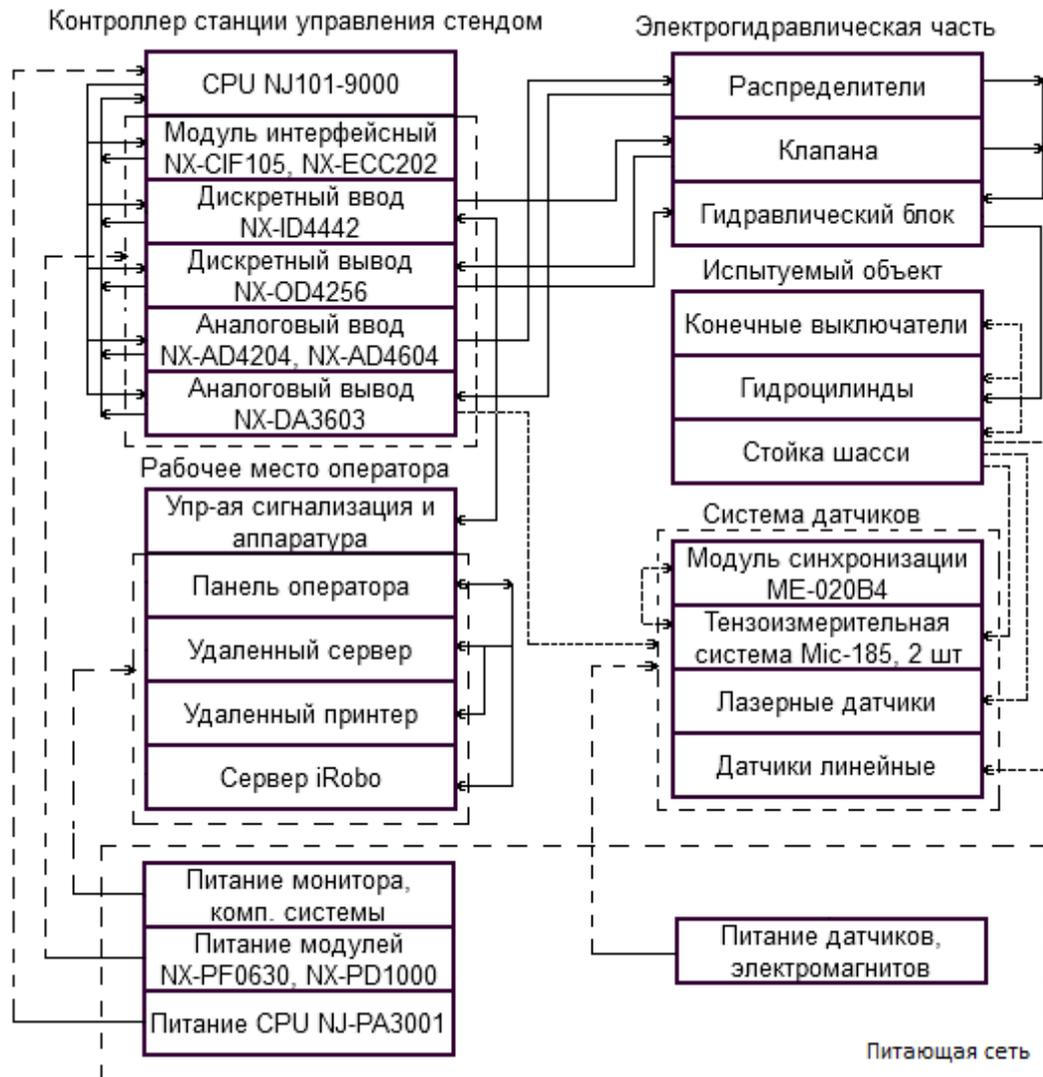 Контроллер станции управления стендом
CPU NJ101-9000
Модуль интерфейсный
NX-CIF105, NX-ECC202
Дискретный ввод
NX-ID4442
Дискретный вывод
NX-OD4256
Аналоговый ввод
NX-AD4204, NX-AD4604
Аналоговый вывод
NX-DA3603
Рабочее место оператора
Упр-ая сигнализация и
аппаратура
Панель оператора
Удаленный сервер
Удаленный принтер
Сервер iRobo
Питание монитора,
комп. системы
Питание модулей
NX-PF0630, NX-PD1000
Питание CPU NJ-PA3001
Электрогидравлическая часть
Распределители
Клапана
Гидравлический блок
Испытуемый объект
Конечные выключатели
Гидроцилинды
Стойка шасси
Система датчиков
Модуль синхронизации
ME-020B4
Тензоизмерительная
система Mic-185, 2 шт
Лазерные датчики
Датчики линейные
Питание датчиков,
электромагнитов
Питающая сеть